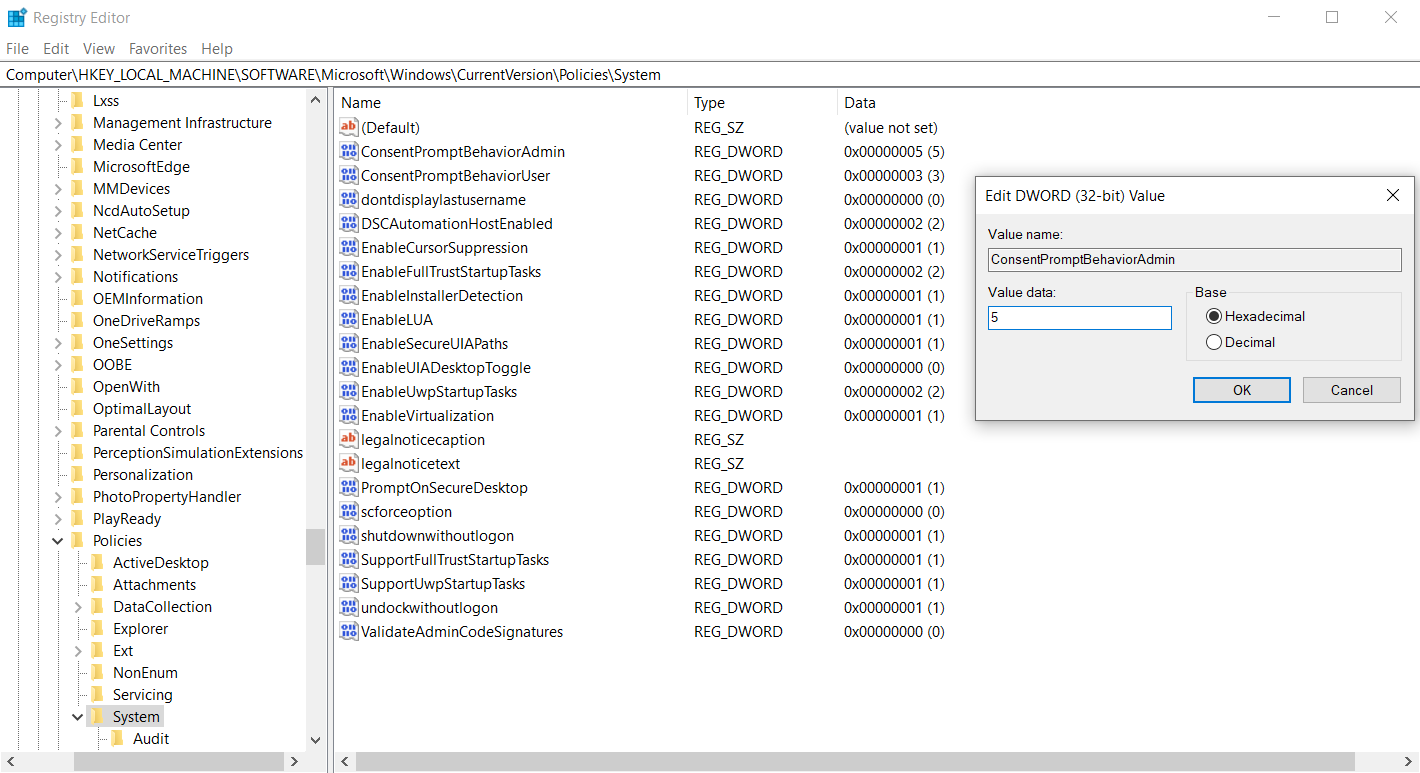 Registry Editor
File Edit View Favorites Help
Computer\HKEY_LOCAL_MACHINE\SOFTWARE\Microsoft\Windows\CurrentVersion\Policies\System
Lxss
Management Infrastructure
Media Center
MicrosoftEdge
MMDevices
NcdAutoSetup
NetCache
NetworkServiceTriggers
Notifications
OEMInformation
OneDriveRamps
OneSettings
OOBE
OpenWith
OptimalLayout
Parental Controls
PerceptionSimulationExtensions
Personalization
PhotoPropertyHandler
PlayReady
Policies
ActiveDesktop
Attachments
DataCollection
Explorer
Ext
NonEnum
Servicing
System
Audit
Name Type Data
(Default) REG_SZ (value not set)
ConsentPromptBehaviorAdmin REG_DWORD 0x00000005 (5)
ConsentPromptBehaviorUser REG_DWORD 0x00000003 (3)
dontdisplaylastusername REG_DWORD 0x00000000 (0)
DSCAutomationHostEnabled REG_DWORD 0x00000002 (2)
EnableCursorSuppression REG_DWORD 0x00000001 (1)
EnableFullTrustStartupTasks REG_DWORD 0x00000002 (2)
EnableInstallerDetection REG_DWORD 0x00000001 (1)
EnableLUA REG_DWORD 0x00000001 (1)
EnableSecureUIAPaths REG_DWORD 0x00000001 (1)
EnableUIADesktopToggle REG_DWORD 0x00000000 (0)
EnableUwpStartupTasks REG_DWORD 0x00000002 (2)
EnableVirtualization REG_DWORD 0x00000001 (1)
legalnoticecaption REG_SZ
legalnoticetext REG_SZ
PromptOnSecureDesktop REG_DWORD 0x00000001 (1)
scforceoption REG_DWORD 0x00000000 (0)
shutdownwithoutlogon REG_DWORD 0x00000001 (1)
SupportFullTrustStartupTasks REG_DWORD 0x00000001 (1)
SupportUwpStartupTasks REG_DWORD 0x00000001 (1)
undockwithoutlogon REG_DWORD 0x00000001 (1)
ValidateAdminCodeSignatures REG_DWORD 0x00000000 (0)
Edit DWORD (32-bit) Value
Value name:
ConsentPromptBehaviorAdmin
Value data:
5
Base
Hexadecimal
Decimal
OK Cancel